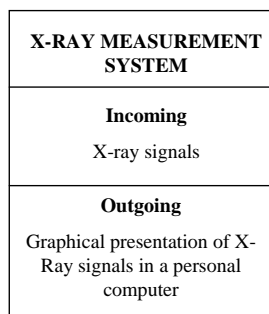 X-RAY MEASUREMENT
SYSTEM
Incoming
X-ray signals
Outgoing
Graphical presentation of X-
Ray signals in a personal
computer